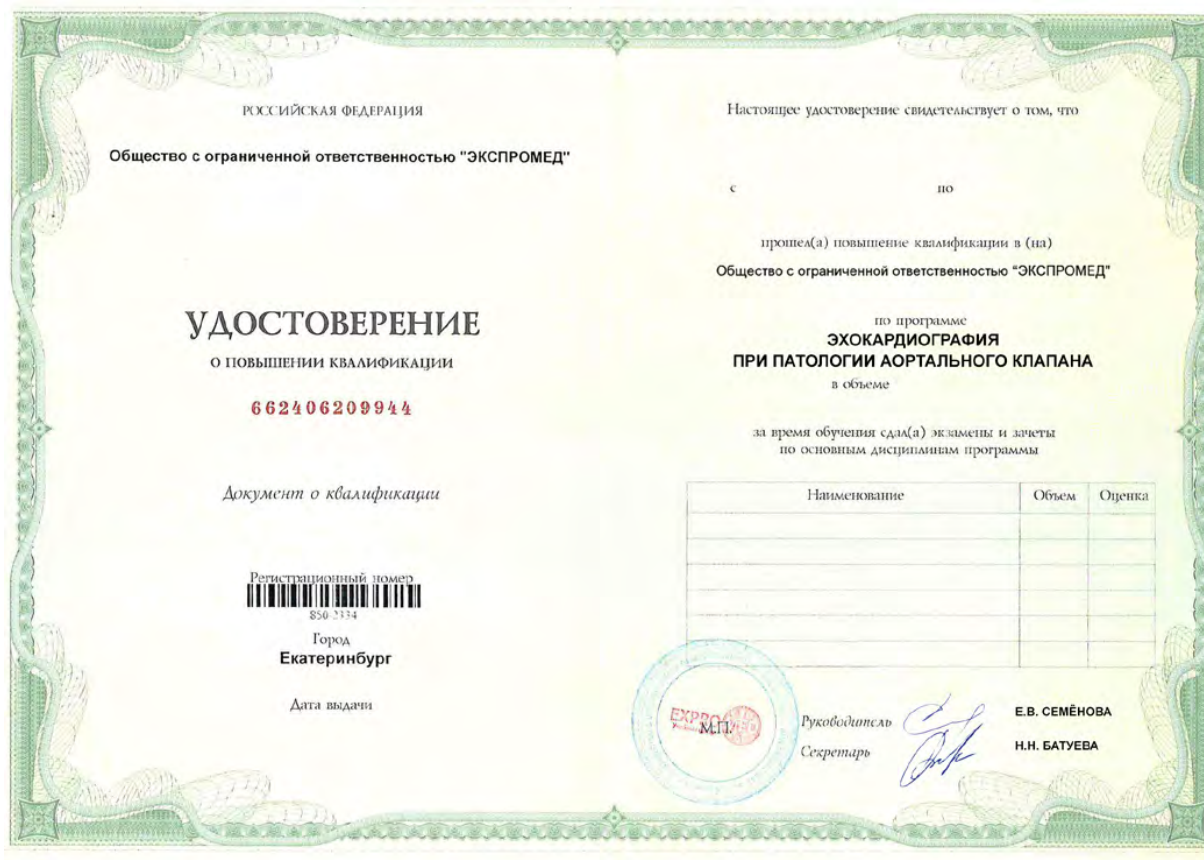 РОССИЙСКАЯ ФЕДЕРАЦИЯ
Общество с ограниченной ответственностью "ЭКСПРОМЕД"
УДОСТОВЕРЕНИЕ
О ПОВЫШЕНИИ КВАЛИФИКАЦИИ
662406209944
Документ о квалификации
Регистрационный номер
850-2334
Город
Екатеринбург
Дата выдачи
Настоящее удостоверение свидетельствует о том, что
с по
прошел(а) повышение квалификации в (на)
Общество с ограниченной ответственностью "ЭКСПРОМЕД"
по программе
ЭХОКАРДИОГРАФИЯ
ПРИ ПАТОЛОГИИ АОРТАЛЬНОГО КЛАПАНА
в объеме
за время обучения сдал(а) экзамены и зачеты
по основным дисциплинам программы
Наименование Объем Оценка
М.П.
Руководитель Е.В. СЕМЁНОВА
Секретарь Н.Н. БАТУЕВА